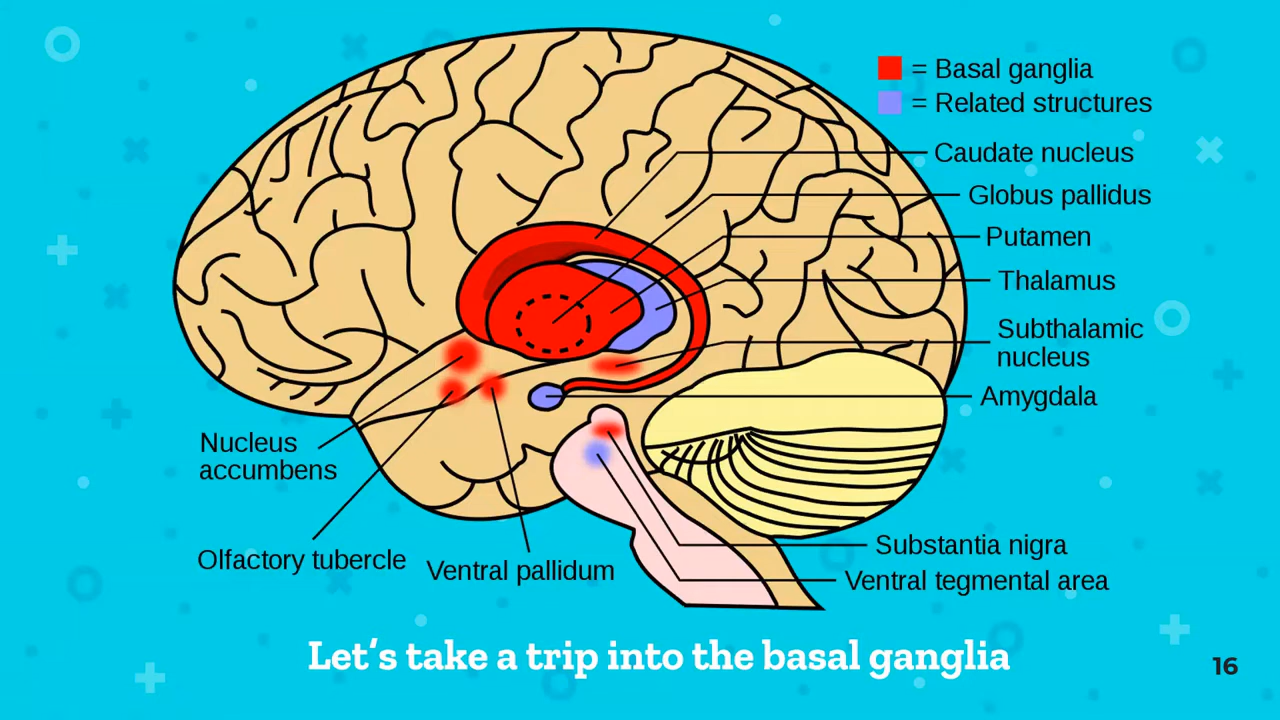 = Basal ganglia
= Related structures
Caudate nucleus
Globus pallidus
Putamen
Thalamus
Subthalamic
nucleus
Amygdala
Nucleus
accumbens
Olfactory tubercle
Ventral pallidum
Substantia nigra
Ventral tegmental area
Let‘s take a trip into the basal ganglia
16